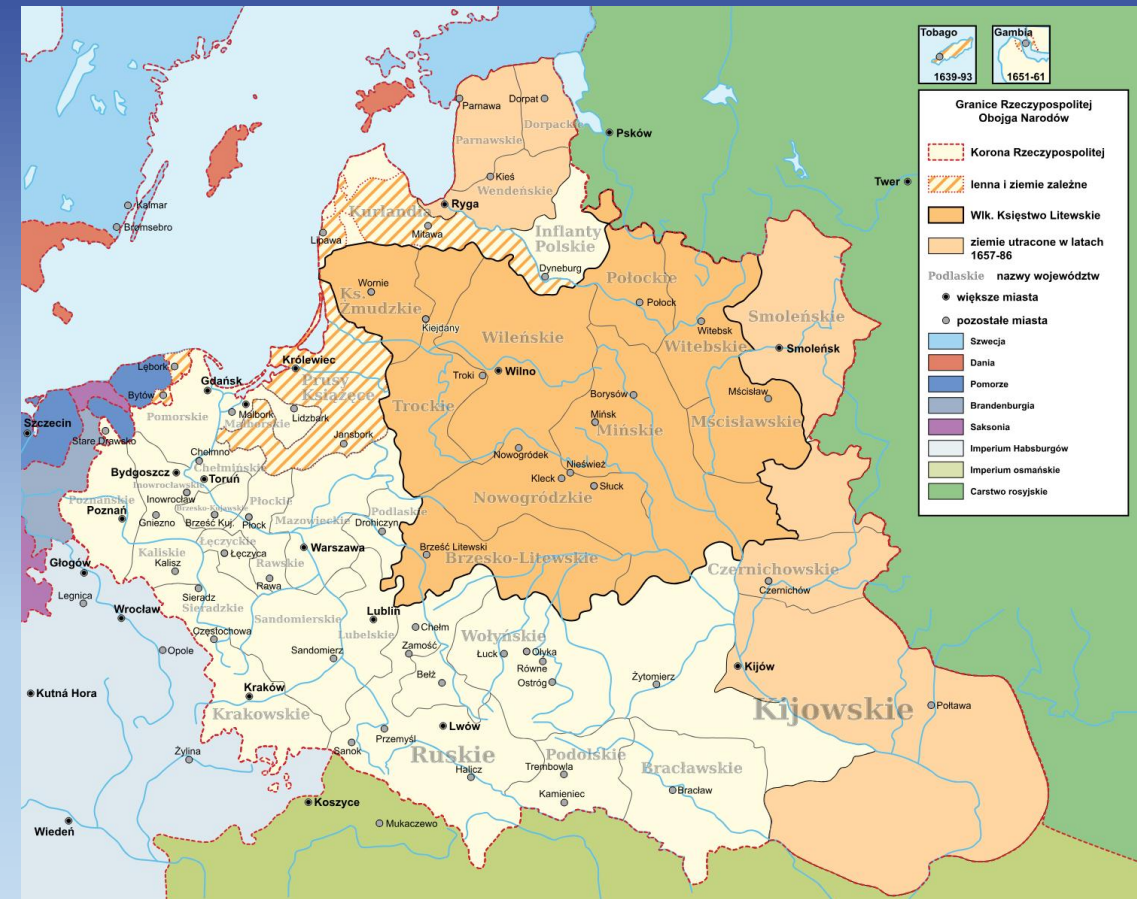 Tobago
1639-93
Gambia
1651-61
Granice Rzeczypospolitej
Obojga Narodów
Korona Rzeczypospolitej
lenna i ziemie zależne
Wlk. Księstwo Litewskie
ziemie utracone w latach
1657-86
Podlaskie nazwy województw
większe miasta
pozostałe miasta
Szwecja
Dania
Pomorze
Brandenburgia
Saksonia
Imperium Habsburgów
Imperium osmańskie
Carstwo rosyjskie
Parnawa
Dorpat
Dorpackie
Parnawskie
Psków
Kieś
Wendeńskie
Twer
Kalmar
Brømsebro
Ryga
Kurlandia
Mitawa
Lipawa
Inflanty
Polskie
Dyneburg
Wornie
Ks.
Żmudzkie
Kiejdany
Połockie
Połock
Witebsk
Witebskie
Smoleńskie
Smoleńsk
Wileńskie
Troki
Wilno
Trockie
Królewiec
Prusy
Książęce
Lębork
Bytów
Gdańsk
Pomorskie
Malbork
Malborskie
Lidzbark
Jansbork
Borysów
Mińsk
Mińskie
Mścisław
Mścisławskie
Szczecin
Stare Drawsko
Chełmno
Chełmińskie
Bydgoszcz
Toruń
Inowrocławskie
Inowrocław
Nowogródek
Nieśwież
Kleck
Słuck
Nowogródzkie
Poznańskie
Poznań
Gniezno
Brzesko-Kujawskie
Brześć Kuj.
Płock
Płockie
Mazowieckie
Podlaskie
Drohiczyn
Łęczyckie
Łęczyca
Warszawa
Brześć Litewski
Brzesko-Litewskie
Kaliskie
Kalisz
Rawskie
Rawa
Głogów
Legnica
Sieradz
Sieradzkie
Wrocław
Sandomierskie
Lublin
Lubelskie
Chełm
Czernichowskie
Czernichów
Częstochowa
Opole
Sandomierz
Zamość
Wołyńskie
Łuck
Ołyka
Równe
Ostróg
Bełż
Żytomierz
Kijów
Kutná Hora
Kraków
Krakowskie
Kijowskie
Połtawa
Lwów
Przemyśl
Sanok
Ruskie
Halicz
Podolskie
Trembowla
Kamieniec
Bracławskie
Bracław
Żylina
Koszyce
Mukaczewo
Wiedeń